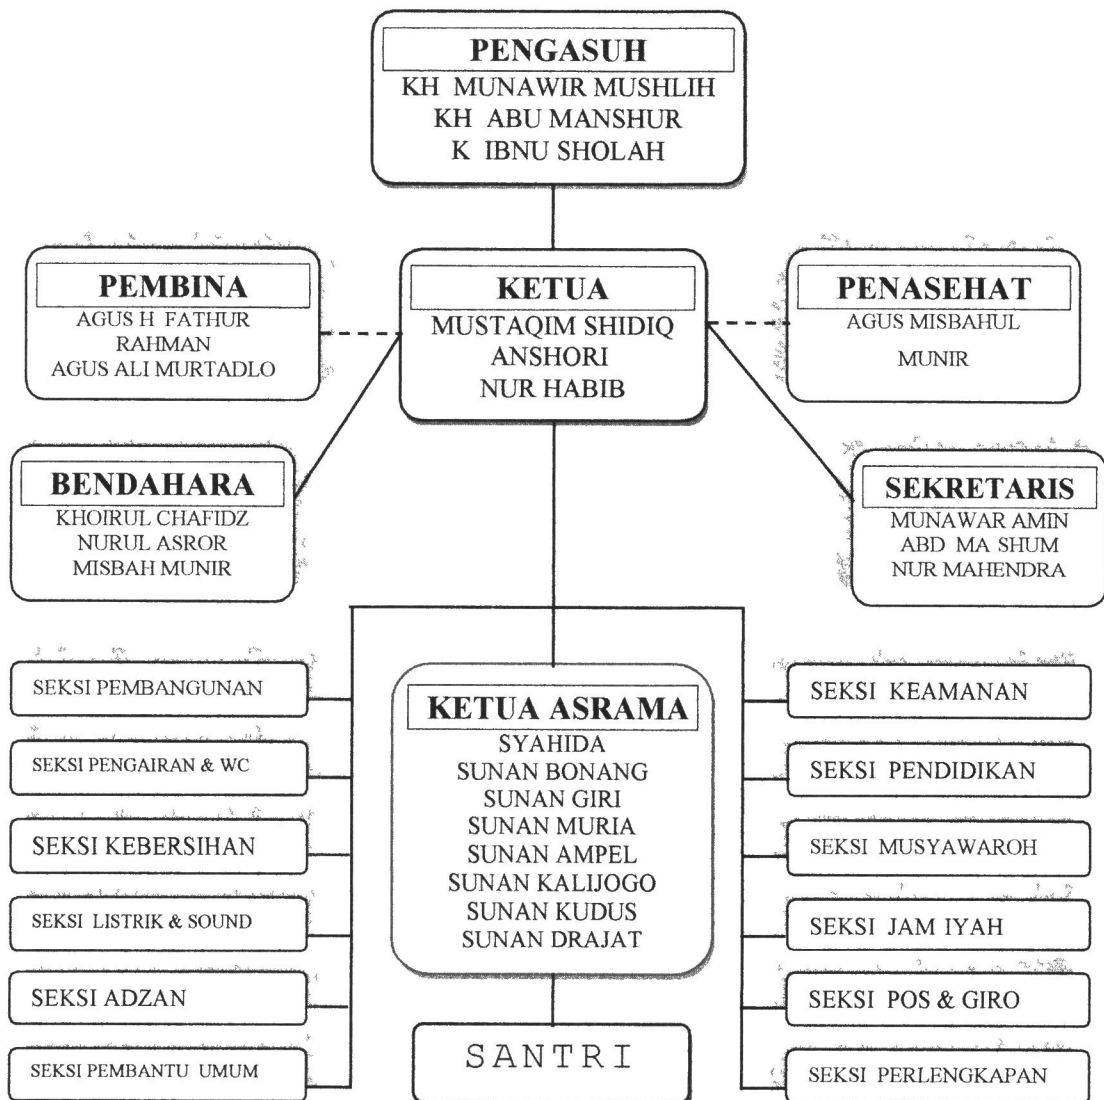 PENGASUH
KH MUNAWIR MUSHLIH
KH ABU MANSHUR
K IBNU SHOLAH
PEMBINA
AGUS H FATHUR
RAHMAN
AGUS ALI MURTADLO
KETUA
MUSTAQIM SHIDIQ
ANSHORI
NUR HABIB
PENASEHAT
AGUS MISBAHUL
MUNIR
BENDAHARA
KHOIRUL CHAFIDZ
NURUL ASROR
MISBAH MUNIR
SEKRETARIS
MUNAWAR AMIN
ABD MA SHUM
NUR MAHENDRA
SEKSI PEMBANGUNAN
SEKSI PENGAIRAN & WC
SEKSI KEBERSIHAN
SEKSI LISTRIK & SOUND
SEKSI ADZAN
SEKSI PEMBANTU UMUM
KETUA ASRAMA
SYAHIDA
SUNAN BONANG
SUNAN GIRI
SUNAN MURIA
SUNAN AMPEL
SUNAN KALIJOGO
SUNAN KUDUS
SUNAN DRAJAT
SANTRI
SEKSI KEAMANAN
SEKSI PENDIDIKAN
SEKSI MUSYAWAROH
SEKSI JAM IYAH
SEKSI POS & GIRO
SEKSI PERLENGKAPAN